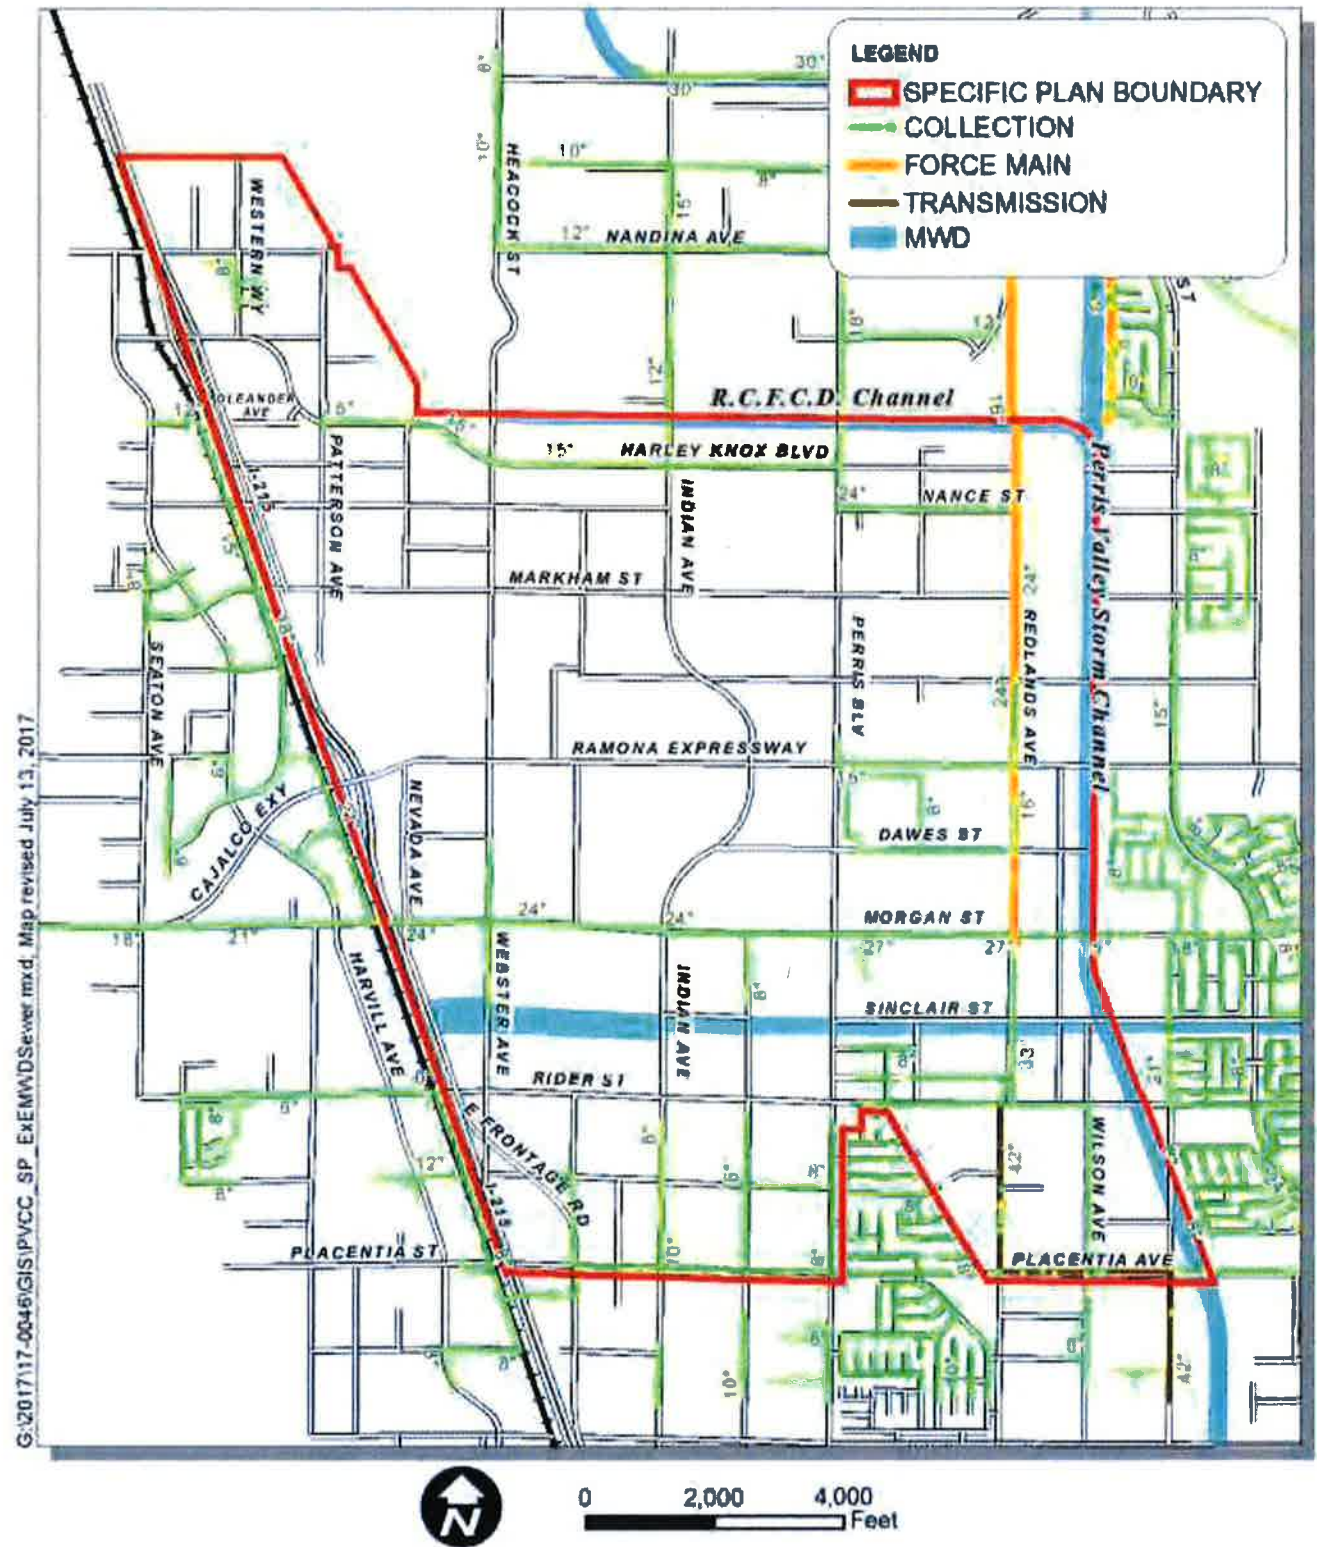 LEGEND
SPECIFIC PLAN BOUNDARY
COLLECTION
FORCE MAIN
TRANSMISSION
MWD
30"
30"
8"
10"
HEACOCK ST
10"
8"
15"
12"
NANDINA AVE
WESTERN WY
8"
ST
18"
12"
12"
R.C.F.C.D. Channel
OLEANDER
AVE
15"
15"
HARLEY KNOX BLVD
PATTERSON AVE
I-215
24"
NANCE ST
INDIAN AVE
Perris Valley Storm Channel
MARKHAM ST
24"
REDLANDS AVE
PERRIS BLV
SEATON AVE
8"
18"
24"
15"
RAMONA EXPRESSWAY
NEVADA AVE
CAJALCO EXY
15"
DAWES ST
MORGAN ST
24"
24"
24"
18"
21"
27"
27"
HARVILL AVE
WEBSTER AVE
INDIAN AVE
8"
SINCLAIR ST
33"
RIDER ST
E FRONTAGE RD
WILSON AVE
42"
21"
12"
I-215
PLACENTIA ST
PLACENTIA AVE
10"
10"
42"
G:\2017\17-0046\GIS\PVCC_SP_ExEMWDSewer.mxd; Map revised July 13, 2017
N
0 2,000 4,000
Feet